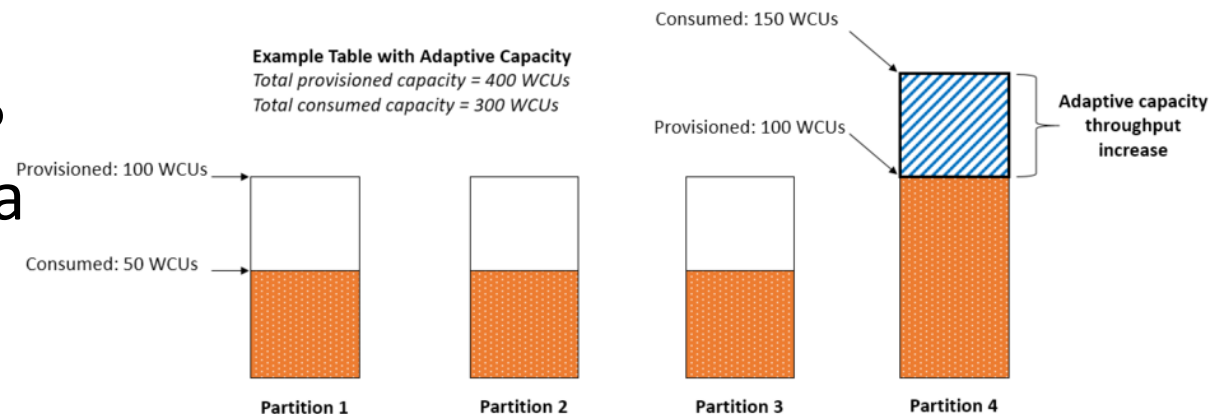 Consumed: 150 WCUs
Example Table with Adaptive Capacity
Total provisioned capacity = 400 WCUs
Total consumed capacity = 300 WCUs
Adaptive capacity
throughput
increase
Provisioned: 100 WCUs
Provisioned: 100 WCUs
a
Consumed: 50 WCUs
Partition 1
Partition 2
Partition 3
Partition 4